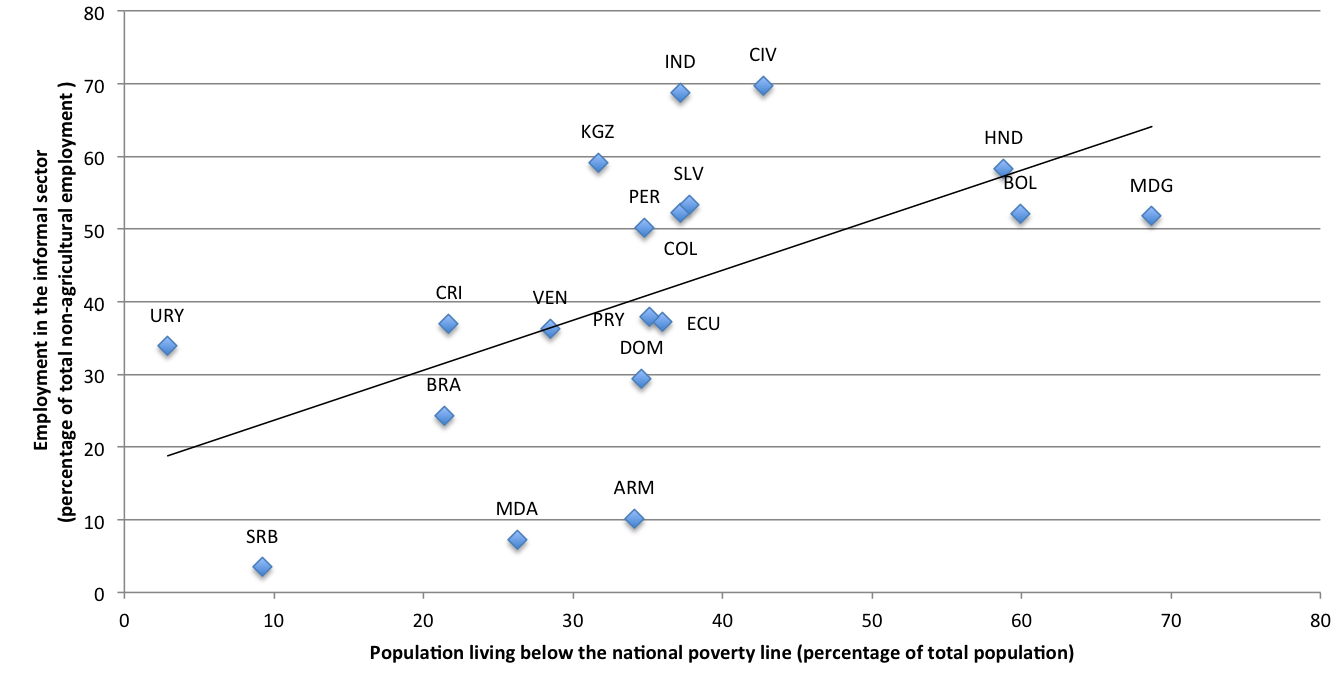 80
CIV
IND
70
KGZ
HND
60
SLV
BOL
MDG
PER
50
COL
40
CRI
VEN
URY
PRY
ECU
DOM
30
BRA
20
ARM
MDA
10
SRB
0
0 10 20 30 40 50 60 70 80
Employment in the informal sector
(percentage of total non-agricultural employment )
Population living below the national poverty line (percentage of total population)